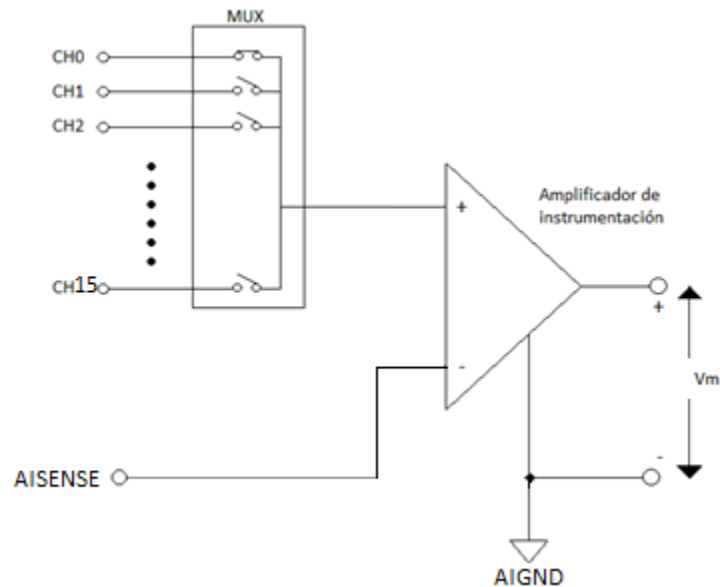 MUX
CH0
CH1
CH2
CH15
+
-
Amplificador de
instrumentación
+
Vm
-
AISENSE
AIGND